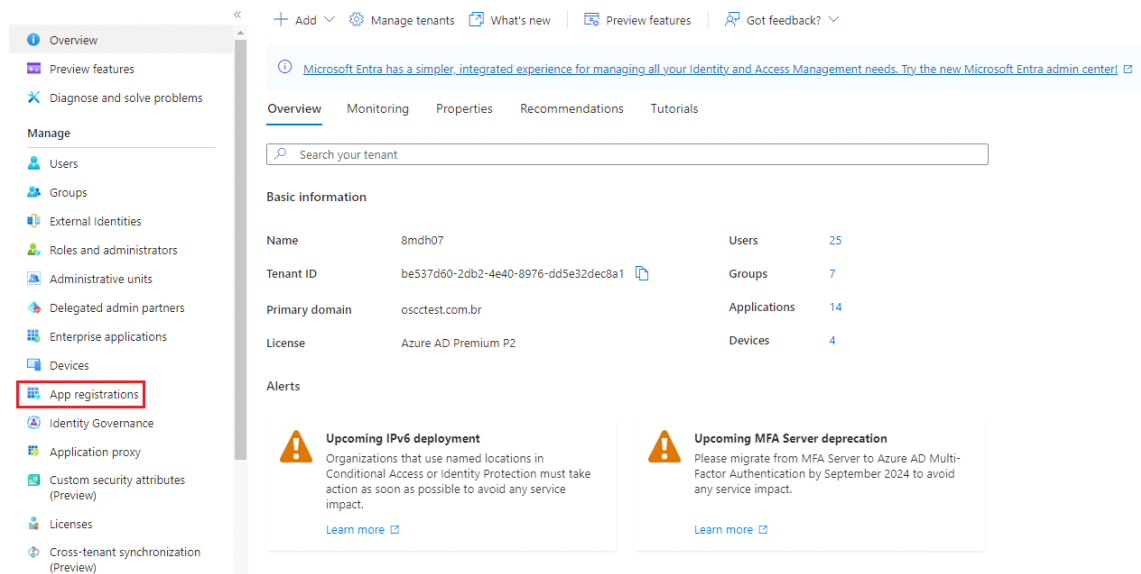 «
Overview
Preview features
Diagnose and solve problems
Manage
Users
Groups
External Identities
Roles and administrators
Administrative units
Delegated admin partners
Enterprise applications
Devices
App registrations
Identity Governance
Application proxy
Custom security attributes
(Preview)
Licenses
Cross-tenant synchronization
(Preview)
Add Manage tenants What's new Preview features Got feedback?
Microsoft Entra has a simpler, integrated experience for managing all your Identity and Access Management needs. Try the new Microsoft Entra admin center!
Overview Monitoring Properties Recommendations Tutorials
Search your tenant
Basic information
Name 8mdh07 Users 25
Tenant ID be537d60-2db2-4e40-8976-dd5e32dec8a1 Groups 7
Primary domain oscctest.com.br Applications 14
License Azure AD Premium P2 Devices 4
Alerts
Upcoming IPv6 deployment
Organizations that use named locations in
Conditional Access or Identity Protection must take
action as soon as possible to avoid any service
impact.
Learn more
Upcoming MFA Server deprecation
Please migrate from MFA Server to Azure AD Multi-
Factor Authentication by September 2024 to avoid
any service impact.
Learn more